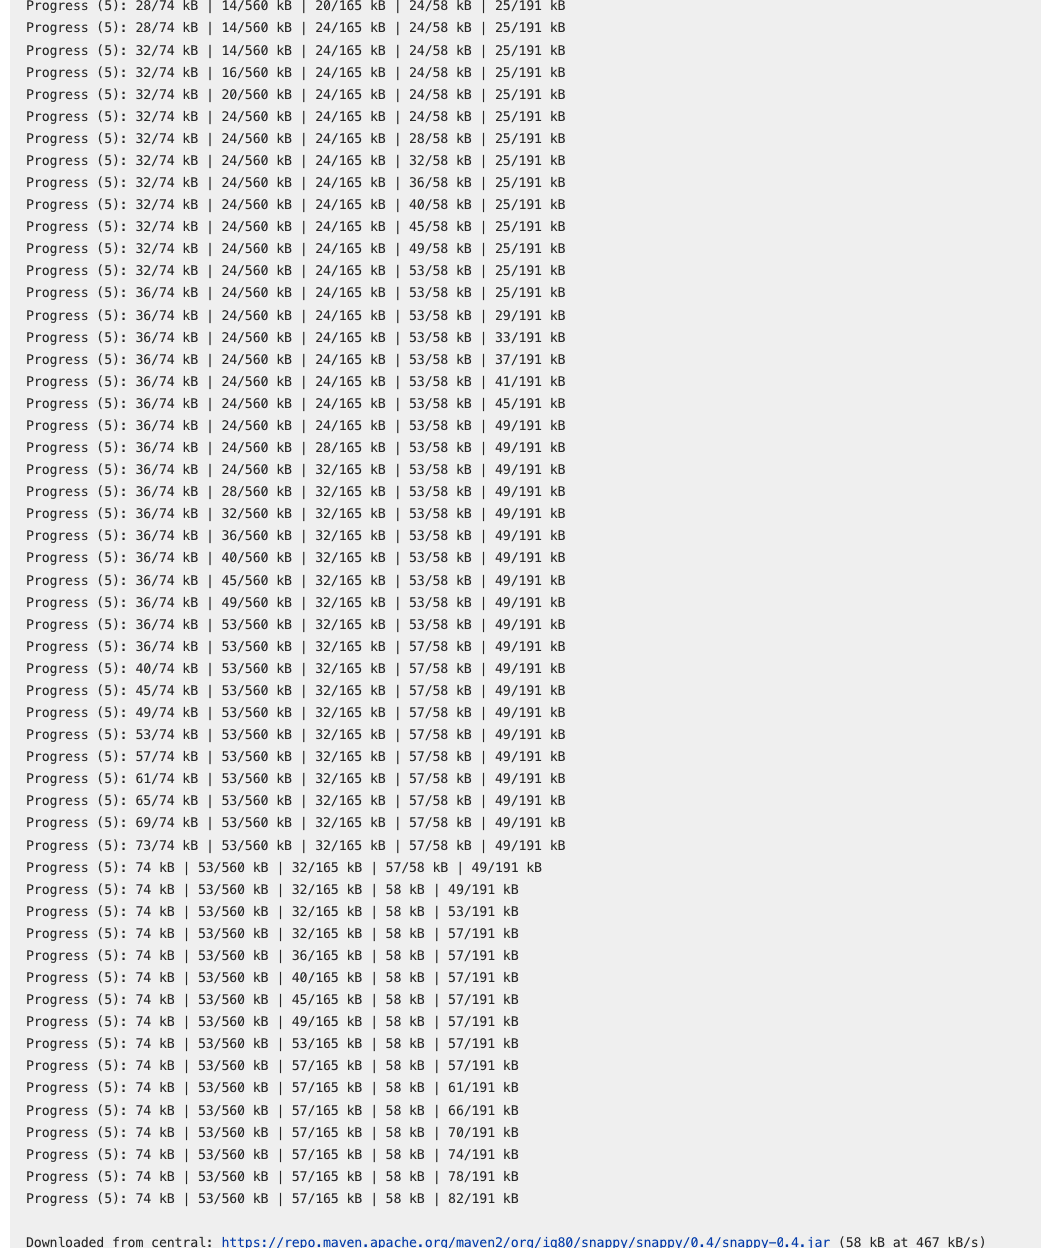 Progress (5): 28/74 kB | 14/560 kB | 20/165 kB | 24/58 kB | 25/191 kB
Progress (5): 28/74 kB | 14/560 kB | 24/165 kB | 24/58 kB | 25/191 kB
Progress (5): 32/74 kB | 14/560 kB | 24/165 kB | 24/58 kB | 25/191 kB
Progress (5): 32/74 kB | 16/560 kB | 24/165 kB | 24/58 kB | 25/191 kB
Progress (5): 32/74 kB | 20/560 kB | 24/165 kB | 24/58 kB | 25/191 kB
Progress (5): 32/74 kB | 24/560 kB | 24/165 kB | 24/58 kB | 25/191 kB
Progress (5): 32/74 kB | 24/560 kB | 24/165 kB | 28/58 kB | 25/191 kB
Progress (5): 32/74 kB | 24/560 kB | 24/165 kB | 32/58 kB | 25/191 kB
Progress (5): 32/74 kB | 24/560 kB | 24/165 kB | 36/58 kB | 25/191 kB
Progress (5): 32/74 kB | 24/560 kB | 24/165 kB | 40/58 kB | 25/191 kB
Progress (5): 32/74 kB | 24/560 kB | 24/165 kB | 45/58 kB | 25/191 kB
Progress (5): 32/74 kB | 24/560 kB | 24/165 kB | 49/58 kB | 25/191 kB
Progress (5): 32/74 kB | 24/560 kB | 24/165 kB | 53/58 kB | 25/191 kB
Progress (5): 36/74 kB | 24/560 kB | 24/165 kB | 53/58 kB | 25/191 kB
Progress (5): 36/74 kB | 24/560 kB | 24/165 kB | 53/58 kB | 29/191 kB
Progress (5): 36/74 kB | 24/560 kB | 24/165 kB | 53/58 kB | 33/191 kB
Progress (5): 36/74 kB | 24/560 kB | 24/165 kB | 53/58 kB | 37/191 kB
Progress (5): 36/74 kB | 24/560 kB | 24/165 kB | 53/58 kB | 41/191 kB
Progress (5): 36/74 kB | 24/560 kB | 24/165 kB | 53/58 kB | 45/191 kB
Progress (5): 36/74 kB | 24/560 kB | 24/165 kB | 53/58 kB | 49/191 kB
Progress (5): 36/74 kB | 24/560 kB | 28/165 kB | 53/58 kB | 49/191 kB
Progress (5): 36/74 kB | 24/560 kB | 32/165 kB | 53/58 kB | 49/191 kB
Progress (5): 36/74 kB | 28/560 kB | 32/165 kB | 53/58 kB | 49/191 kB
Progress (5): 36/74 kB | 32/560 kB | 32/165 kB | 53/58 kB | 49/191 kB
Progress (5): 36/74 kB | 36/560 kB | 32/165 kB | 53/58 kB | 49/191 kB
Progress (5): 36/74 kB | 40/560 kB | 32/165 kB | 53/58 kB | 49/191 kB
Progress (5): 36/74 kB | 45/560 kB | 32/165 kB | 53/58 kB | 49/191 kB
Progress (5): 36/74 kB | 49/560 kB | 32/165 kB | 53/58 kB | 49/191 kB
Progress (5): 36/74 kB | 53/560 kB | 32/165 kB | 53/58 kB | 49/191 kB
Progress (5): 36/74 kB | 53/560 kB | 32/165 kB | 57/58 kB | 49/191 kB
Progress (5): 40/74 kB | 53/560 kB | 32/165 kB | 57/58 kB | 49/191 kB
Progress (5): 45/74 kB | 53/560 kB | 32/165 kB | 57/58 kB | 49/191 kB
Progress (5): 49/74 kB | 53/560 kB | 32/165 kB | 57/58 kB | 49/191 kB
Progress (5): 53/74 kB | 53/560 kB | 32/165 kB | 57/58 kB | 49/191 kB
Progress (5): 57/74 kB | 53/560 kB | 32/165 kB | 57/58 kB | 49/191 kB
Progress (5): 61/74 kB | 53/560 kB | 32/165 kB | 57/58 kB | 49/191 kB
Progress (5): 65/74 kB | 53/560 kB | 32/165 kB | 57/58 kB | 49/191 kB
Progress (5): 69/74 kB | 53/560 kB | 32/165 kB | 57/58 kB | 49/191 kB
Progress (5): 73/74 kB | 53/560 kB | 32/165 kB | 57/58 kB | 49/191 kB
Progress (5): 74 kB | 53/560 kB | 32/165 kB | 57/58 kB | 49/191 kB
Progress (5): 74 kB | 53/560 kB | 32/165 kB | 58 kB | 49/191 kB
Progress (5): 74 kB | 53/560 kB | 32/165 kB | 58 kB | 53/191 kB
Progress (5): 74 kB | 53/560 kB | 32/165 kB | 58 kB | 57/191 kB
Progress (5): 74 kB | 53/560 kB | 36/165 kB | 58 kB | 57/191 kB
Progress (5): 74 kB | 53/560 kB | 40/165 kB | 58 kB | 57/191 kB
Progress (5): 74 kB | 53/560 kB | 45/165 kB | 58 kB | 57/191 kB
Progress (5): 74 kB | 53/560 kB | 49/165 kB | 58 kB | 57/191 kB
Progress (5): 74 kB | 53/560 kB | 53/165 kB | 58 kB | 57/191 kB
Progress (5): 74 kB | 53/560 kB | 57/165 kB | 58 kB | 57/191 kB
Progress (5): 74 kB | 53/560 kB | 57/165 kB | 58 kB | 61/191 kB
Progress (5): 74 kB | 53/560 kB | 57/165 kB | 58 kB | 66/191 kB
Progress (5): 74 kB | 53/560 kB | 57/165 kB | 58 kB | 70/191 kB
Progress (5): 74 kB | 53/560 kB | 57/165 kB | 58 kB | 74/191 kB
Progress (5): 74 kB | 53/560 kB | 57/165 kB | 58 kB | 78/191 kB
Progress (5): 74 kB | 53/560 kB | 57/165 kB | 58 kB | 82/191 kB
Downloaded from central: https://repo.maven.apache.org/maven2/org/iq80/snappy/snappy/0.4/snappy-0.4.jar (58 kB at 467 kB/s)